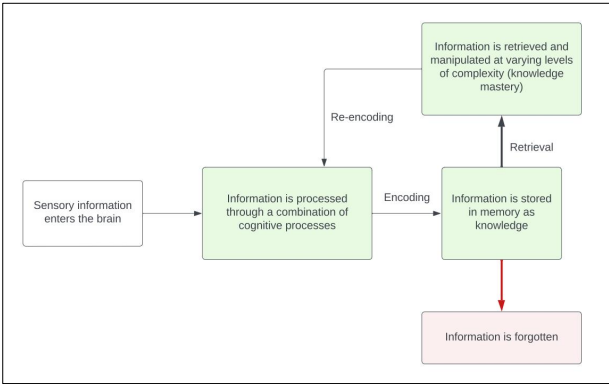 Information is retrieved and
manipulated at varying levels
of complexity (knowledge
mastery)
Re-encoding
Retrieval
Sensory information
enters the brain
Information is processed
through a combination of
cognitive processes
Encoding
Information is stored
in memory as
knowledge
Information is forgotten